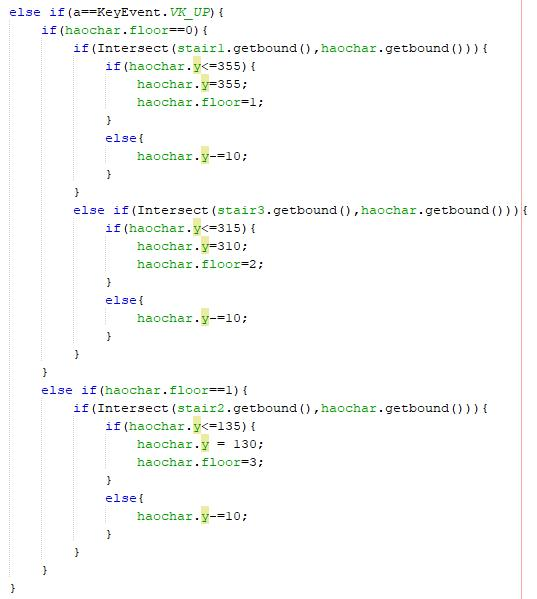 else if(a==KeyEvent.VK_UP){
if(haochar.floor==0){
if(Intersect(stair1.getbound(),haochar.getbound())){
if(haochar.y<=355){
haochar.y=355;
haochar.floor=1;
}
else{
haochar.y-=10;
}
}
else if(Intersect(stair3.getbound(),haochar.getbound())){
if(haochar.y<=315){
haochar.y=310;
haochar.floor=2;
}
else{
haochar.y-=10;
}
}
}
else if(haochar.floor==1){
if(Intersect(stair2.getbound(),haochar.getbound())){
if(haochar.y<=135){
haochar.y = 130;
haochar.floor=3;
}
else{
haochar.y-=10;
}
}
}
}